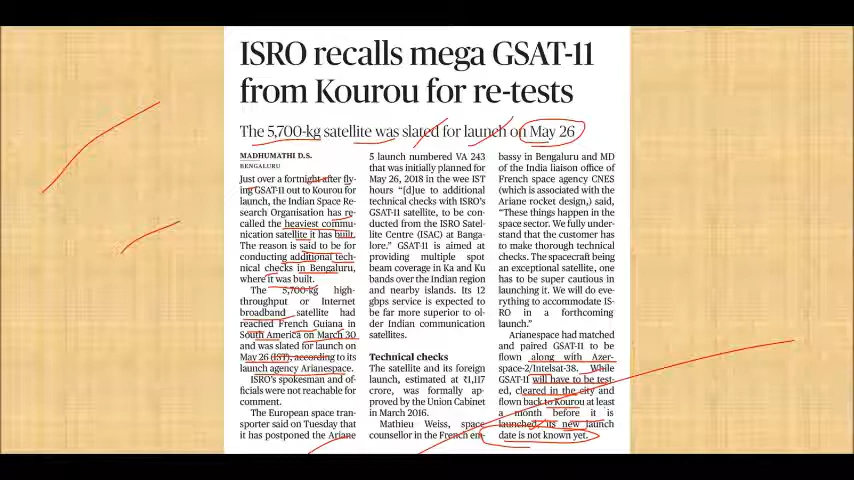 ISRO recalls mega GSAT-11
from Kourou for re-tests
The 5,700-kg satellite was slated for launch on May 26
MADHUMATHI D.S.
BENGALURU
Just over a fortnight after fly-
ing GSAT-11 out to Kourou for
launch, the Indian Space Re-
search Organisation has re-
called the heaviest commu-
nication satellite it has built.
The reason is said to be for
conducting additional tech-
nical checks in Bengaluru,
where it was built.
The 5,700-kg high-
throughput or Internet
broadband satellite had
reached French Guiana in
South America on March 30
and was slated for launch on
May 26 (IST), according to its
launch agency Arianespace.
ISRO's spokesman and of-
ficials were not reachable for
comment.
The European space tran-
sporter said on Tuesday that
it has postponed the Ariane
5 launch numbered VA 243
that was initially planned for
May 26, 2018 in the wee IST
hours "[d]ue to additional
technical checks with ISRO's
GSAT-11 satellite, to be con-
ducted from the ISRO Satel-
lite Centre (ISAC) at Banga-
lore." GSAT-11 is aimed at
providing multiple spot
beam coverage in Ka and Ku
bands over the Indian region
and nearby islands. Its 12
gbps service is expected to
be far more superior to ol-
der Indian communication
satellites.
Technical checks
The satellite and its foreign
launch, estimated at ₹1,117
crore, was formally ap-
proved by the Union Cabinet
in March 2016.
Mathieu Weiss, space
counsellor in the French em-
bassy in Bengaluru and MD
of the India liaison office of
French space agency CNES
(which is associated with the
Ariane rocket design,) said,
"These things happen in the
space sector. We fully under-
stand that the customer has
to make thorough technical
checks. The spacecraft being
an exceptional satellite, one
has to be super cautious in
launching it. We will do eve-
rything to accommodate IS-
RO in a forthcoming
launch."
Arianespace had matched
and paired GSAT-11 to be
flown along with Azer-
space-2/Intelsat-38. While
GSAT-11 will have to be test-
ed, cleared in the city and
flown back to Kourou at least
a month before it is
launched, its new launch
date is not known yet.